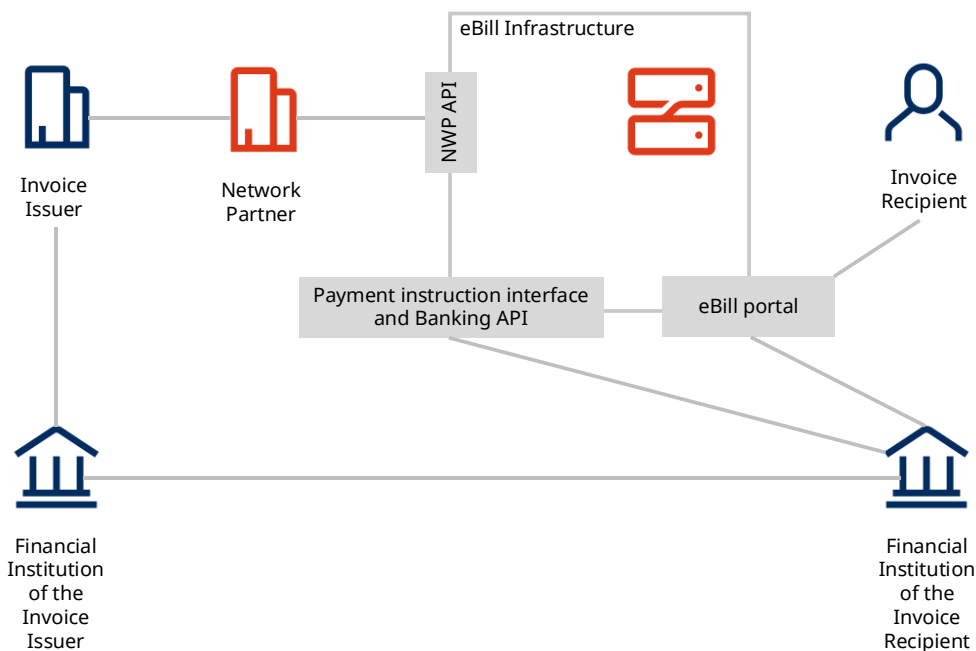 eBill Infrastructure
NWP API
Invoice
Issuer
Network
Partner
Invoice
Recipient
Payment instruction interface
and Banking API
eBill portal
Financial
Institution
of the
Invoice
Issuer
Financial
Institution
of the
Invoice
Recipient